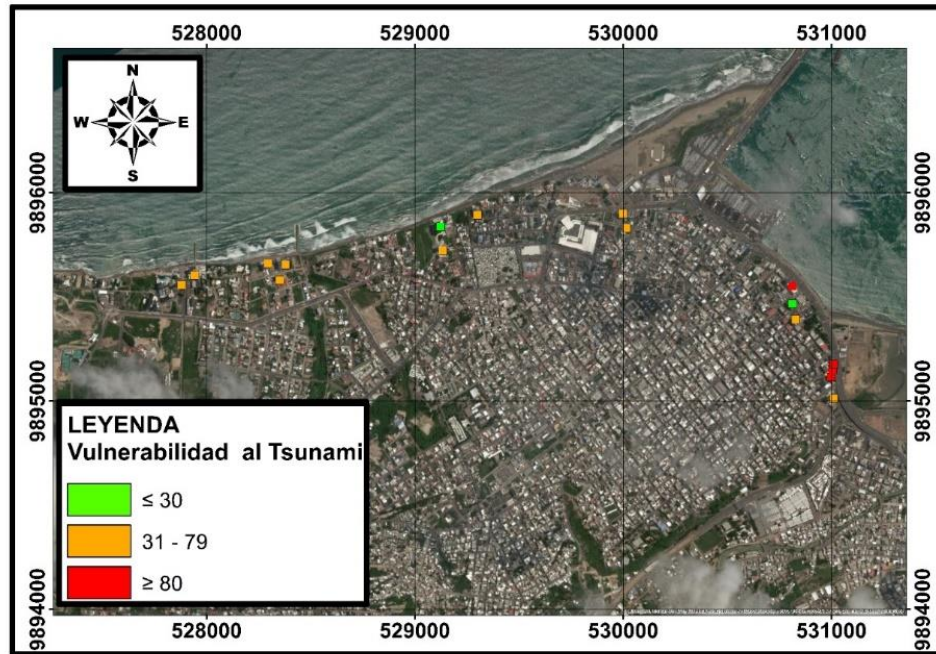 528000 529000 530000 531000
N
W E
S
9896000 9896000
9895000 9895000
LEYENDA
Vulnerabilidad al Tsunami
≤ 30
31 - 79
≥ 80
9894000 9894000
528000 529000 530000 531000